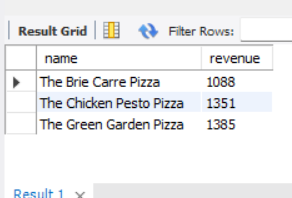 Result Grid Filter Rows:
name revenue
The Brie Carre Pizza 1088
The Chicken Pesto Pizza 1351
The Green Garden Pizza 1385
Result 1 ×